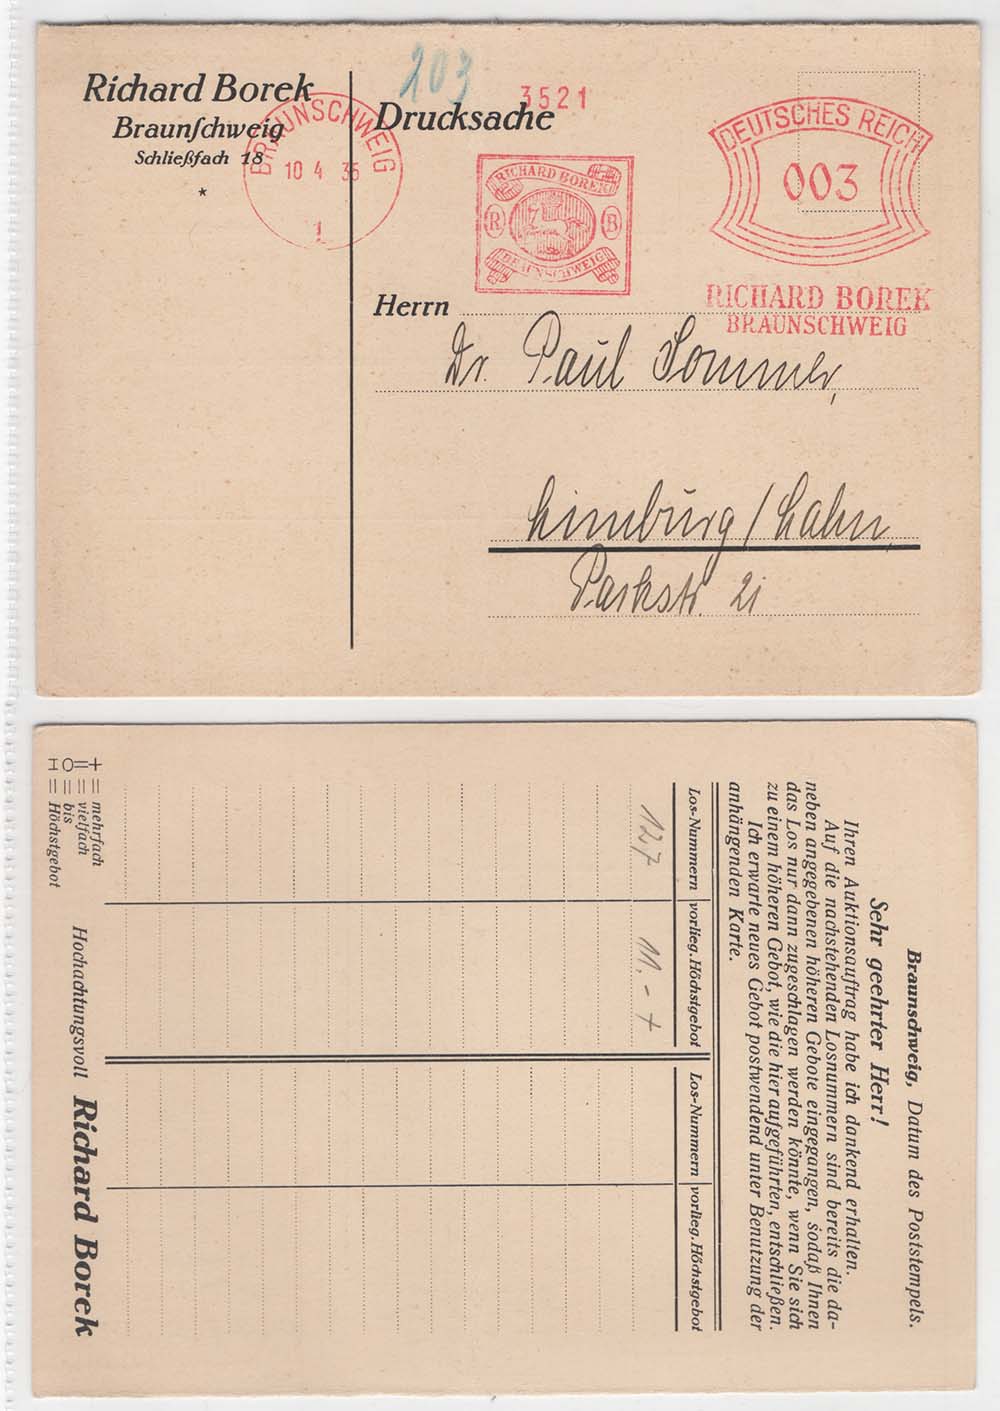 Richard Borek
Braunſchweig
Schließfach 18
*
BRAUNSCHWEIG
10 4 35
1
203
Drucksache
3521
RICHARD BOREK
R B
BRAUNSCHWEIG
DEUTSCHES REICH
003
RICHARD BOREK
BRAUNSCHWEIG
Herrn
Dr. Paul Sommer,
Limburg / Lahn,
Parkstr. 21
Braunschweig, Datum des Poststempels.
Sehr geehrter Herr!
Ihren Auktionsauftrag habe ich dankend erhalten.
Auf die nachstehenden Losnummern sind bereits die da-
neben angegebenen höheren Gebote eingegangen, sodaß Ihnen
das Los nur dann zugeschlagen werden könnte, wenn Sie sich
zu einem höheren Gebot, wie die hier aufgeführten, entschließen.
Ich erwarte neues Gebot postwendend unter Benutzung der
anhängenden Karte.
Los-Nummern vorlieg. Höchstgebot Los-Nummern vorlieg. Höchstgebot
127 11.- +
+ = mehrfach
|| = vielfach
O = bis
H = Höchstgebot
Hochachtungsvoll Richard Borek